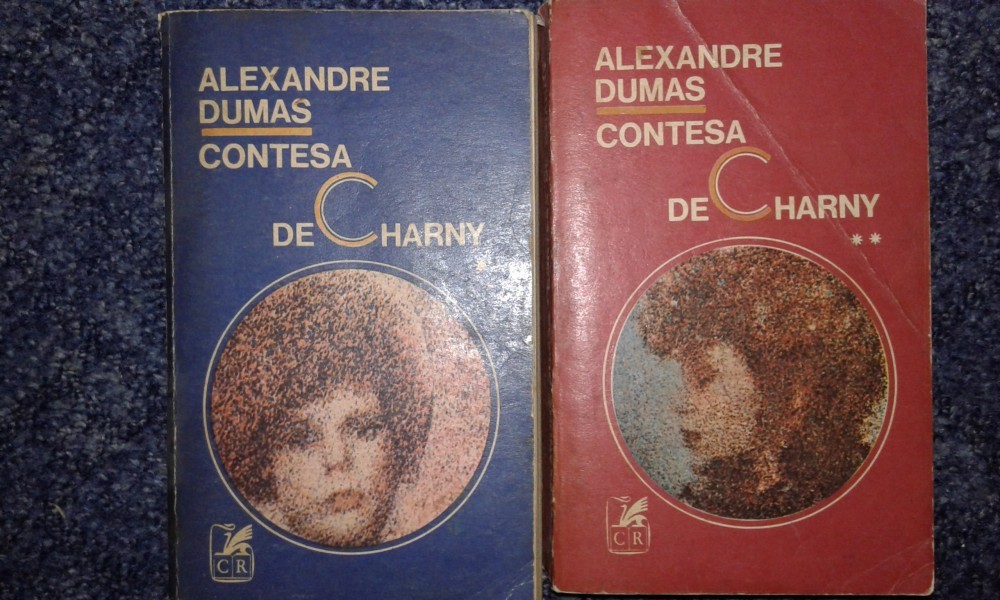 ALEXANDRE
DUMAS
CONTESA
DE CHARNY
*
CR
ALEXANDRE
DUMAS
CONTESA
DE CHARNY
**
CR